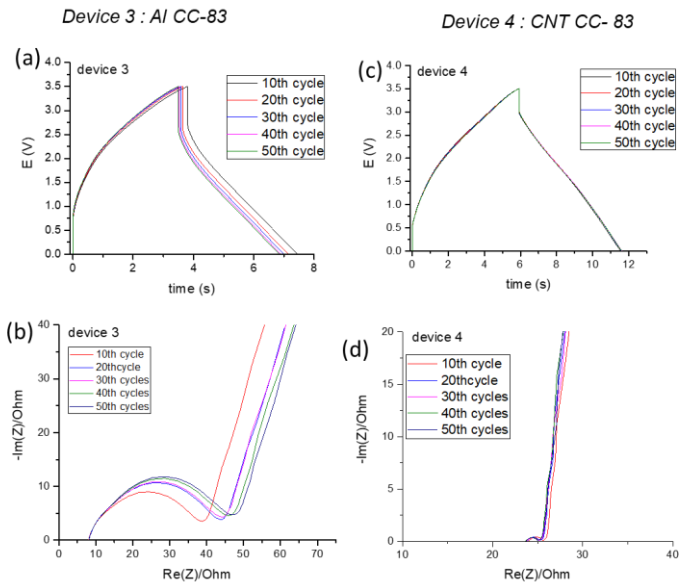 Device 3 : Al CC-83
Device 4 : CNT CC- 83
(a)
device 3
10th cycle
20th cycle
30th cycle
40th cycle
50th cycle
E (V)
4.0
3.5
3.0
2.5
2.0
1.5
1.0
0.5
0.0
0 2 4 6 8
time (s)
(c)
device 4
10th cycle
20th cycle
30th cycle
40th cycle
50th cycle
E (V)
4.0
3.5
3.0
2.5
2.0
1.5
1.0
0.5
0.0
0 2 4 6 8 10 12
time (s)
(b)
device 3
10th cycle
20thcycle
30th cycles
40th cycles
50th cycles
-Im(Z)/Ohm
40
30
20
10
0
0 10 20 30 40 50 60 70
Re(Z)/Ohm
(d)
device 4
10th cycle
20thcycle
30th cycles
40th cycles
50th cycles
-Im(Z)/Ohm
20
15
10
5
0
10 20 30 40
Re(Z)/Ohm